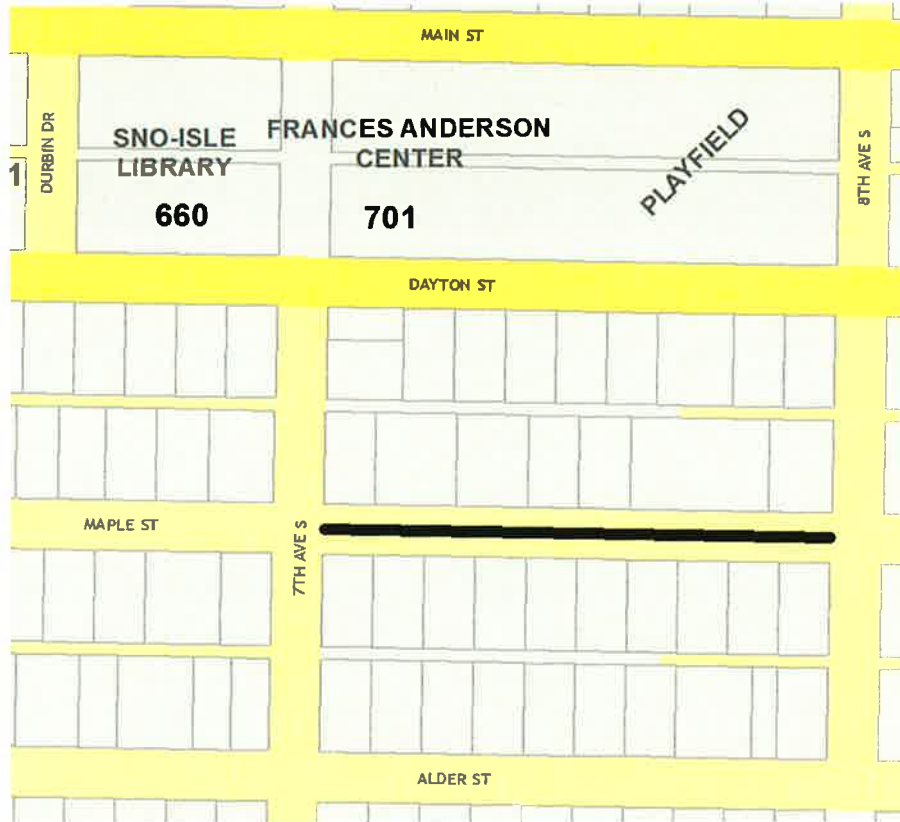 MAIN ST
DURBIN DR
SNO-ISLE
LIBRARY
660
FRANCES ANDERSON
CENTER
701
PLAYFIELD
8TH AVE S
1
DAYTON ST
MAPLE ST
7TH AVE S
ALDER ST